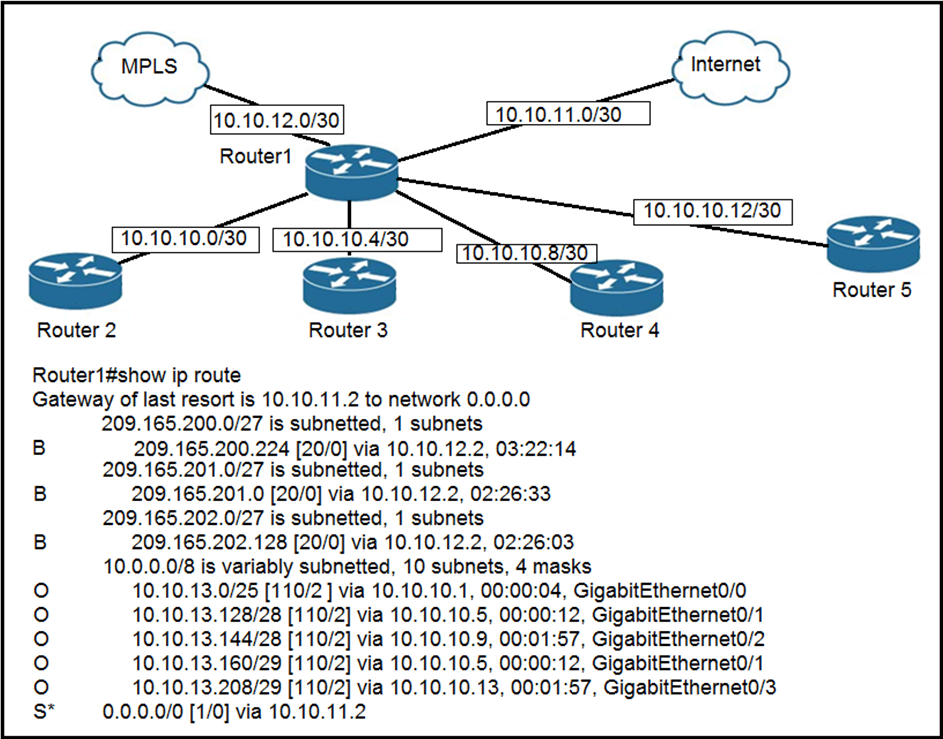 MPLS
Internet
10.10.12.0/30
10.10.11.0/30
Router1
10.10.10.12/30
10.10.10.0/30
10.10.10.4/30
10.10.10.8/30
Router 5
Router 2
Router 3
Router 4
Router1#show ip route
Gateway of last resort is 10.10.11.2 to network 0.0.0.0
209.165.200.0/27 is subnetted, 1 subnets
B 209.165.200.224 [20/0] via 10.10.12.2, 03:22:14
209.165.201.0/27 is subnetted, 1 subnets
B 209.165.201.0 [20/0] via 10.10.12.2, 02:26:33
209.165.202.0/27 is subnetted, 1 subnets
B 209.165.202.128 [20/0] via 10.10.12.2, 02:26:03
10.0.0.0/8 is variably subnetted, 10 subnets, 4 masks
O 10.10.13.0/25 [110/2 ] via 10.10.10.1, 00:00:04, GigabitEthernet0/0
O 10.10.13.128/28 [110/2] via 10.10.10.5, 00:00:12, GigabitEthernet0/1
O 10.10.13.144/28 [110/2] via 10.10.10.9, 00:01:57, GigabitEthernet0/2
O 10.10.13.160/29 [110/2] via 10.10.10.5, 00:00:12, GigabitEthernet0/1
O 10.10.13.208/29 [110/2] via 10.10.10.13, 00:01:57, GigabitEthernet0/3
S* 0.0.0.0/0 [1/0] via 10.10.11.2